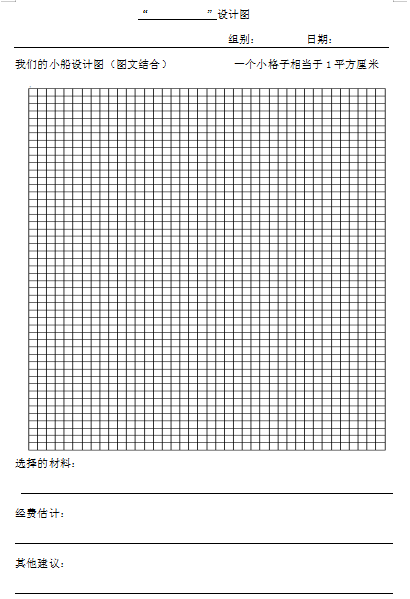 “ ”设计图
组别： 日期：
我们的小船设计图（图文结合） 一个小格子相当于1平方厘米
选择的材料：
经费估计：
其他建议：